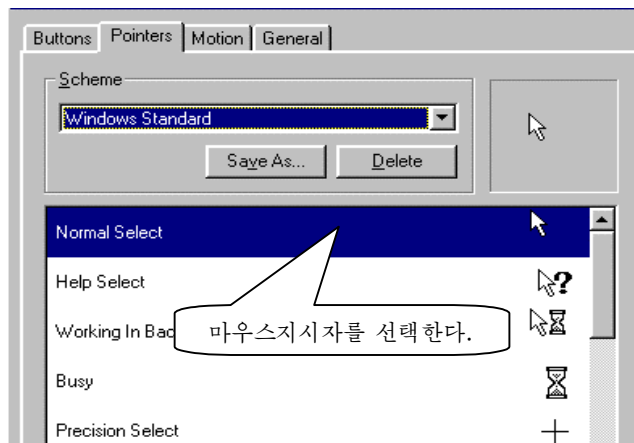 Buttons Pointers Motion General
Scheme
Windows Standard
Save As... Delete
Normal Select
Help Select
마우스지시자를 선택한다.
Working In Bac
Busy
Precision Select